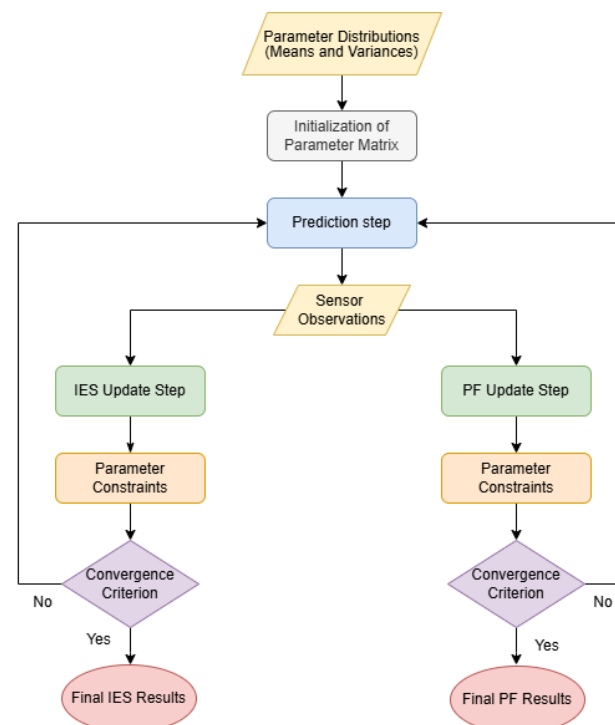 Parameter Distributions
(Means and Variances)
Initialization of
Parameter Matrix
Prediction step
Sensor
Observations
IES Update Step
PF Update Step
Parameter
Constraints
Parameter
Constraints
Convergence
Criterion
Convergence
Criterion
No
No
Yes
Yes
Final IES Results
Final PF Results